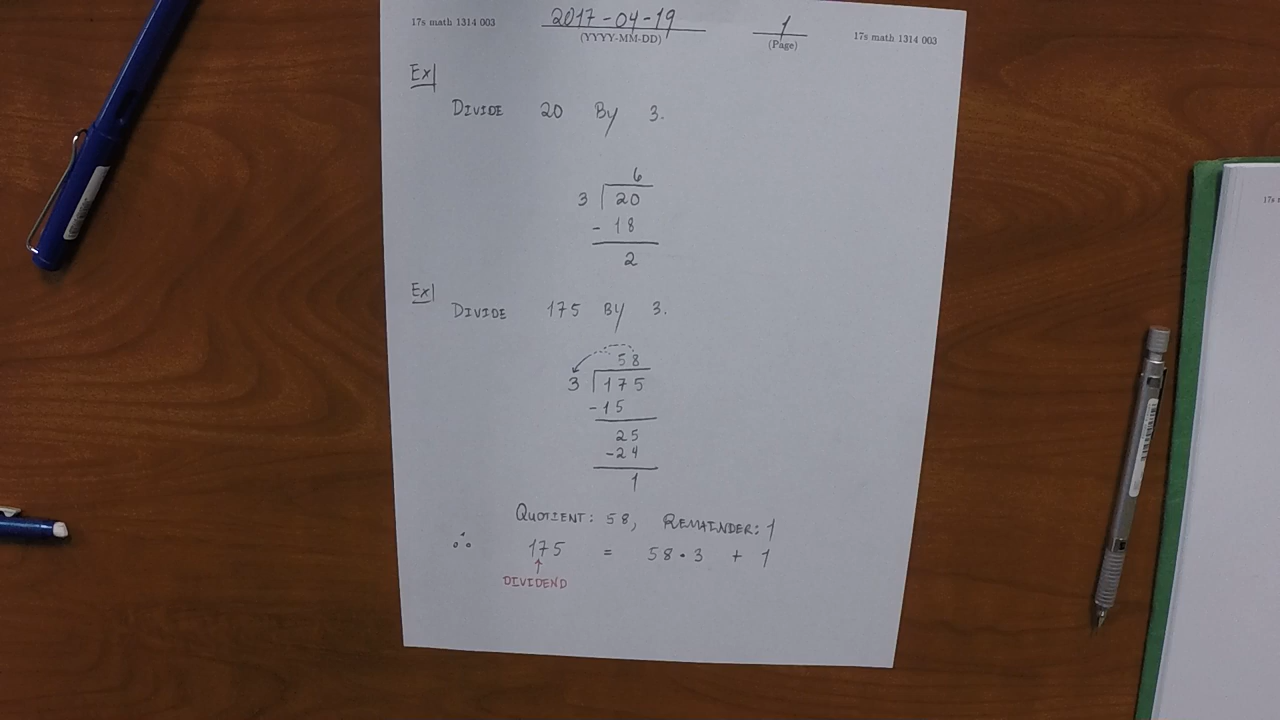 17s math 1314 003 2017-04-19 1 17s math 1314 003
(YYYY-MM-DD) (Page)
Ex
DIVIDE 20 By 3.
6
3 20
- 18
2
Ex
DIVIDE 175 BY 3.
58
3 175
-15
25
-24
1
QUOTIENT: 58, REMAINDER: 1
∴ 175 = 58·3 + 1
↑
DIVIDEND